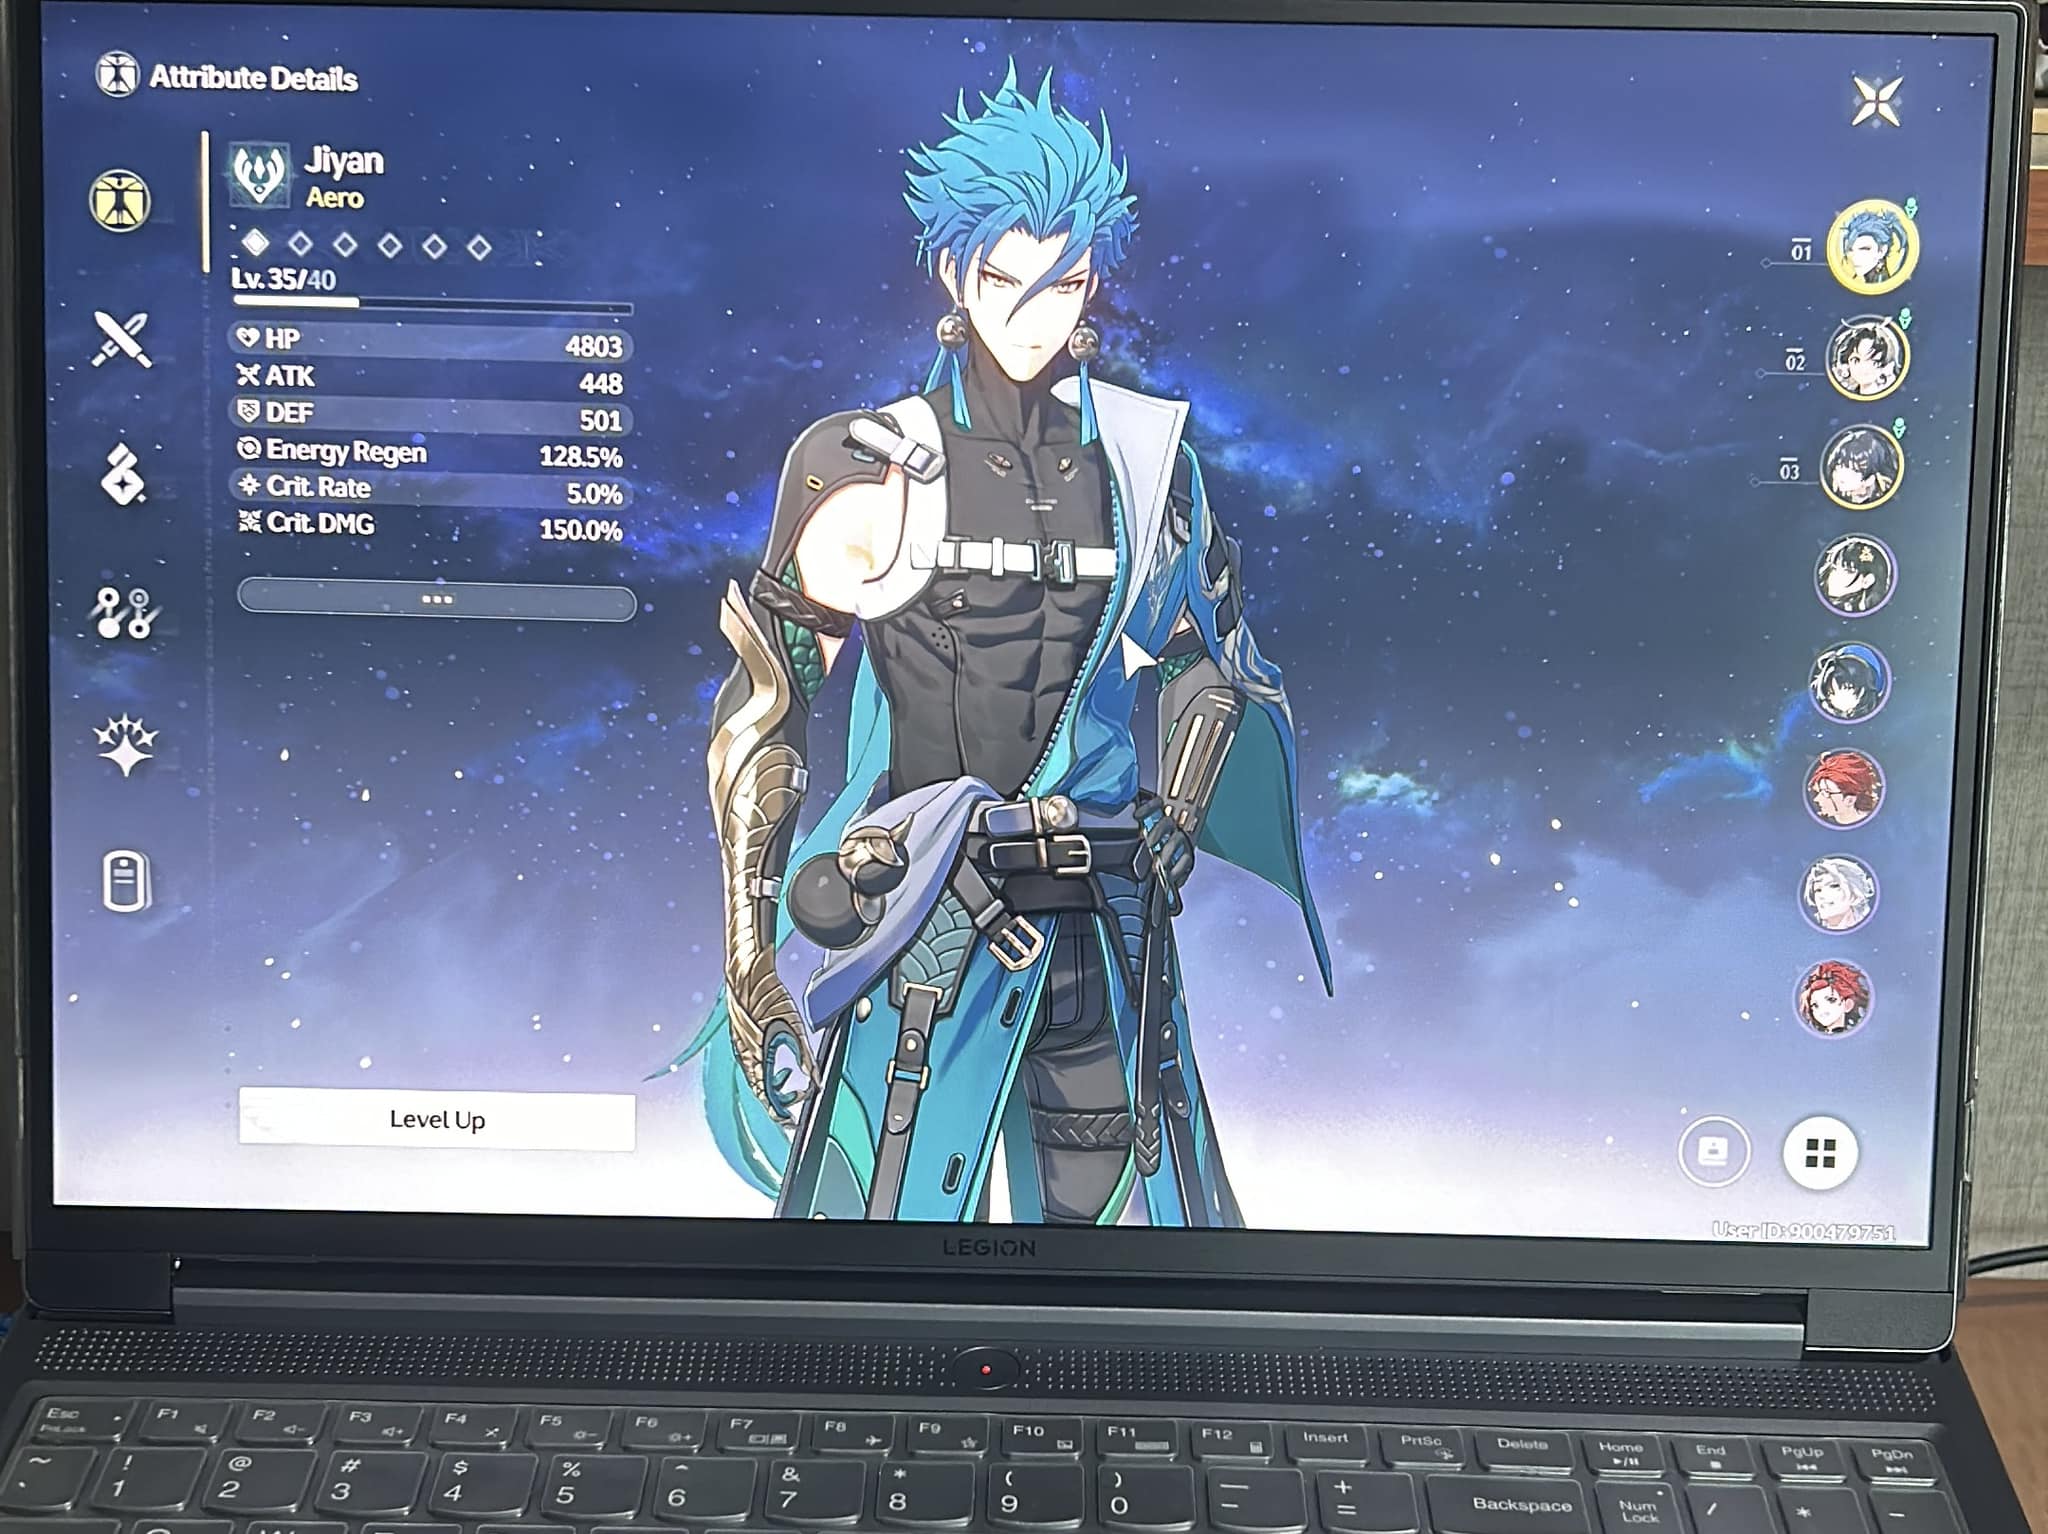 Attribute Details
Jiyan
Aero
Lv. 35/40
HP 4803
ATK 448
DEF 501
Energy Regen 128.5%
Crit. Rate 5.0%
Crit. DMG 150.0%
Level Up
01
02
03
User ID:900479751
LEGION
Esc F1 F2 F3 F4 F5 F6 F7 F8 F9 F10 F11 F12 Insert PrtSc Delete Home End PgUp PgDn
FnLock
~ ! @ # $ % ^ & * ( ) — +
` 1 2 3 4 5 6 7 8 9 0 - = Backspace Num Lock / * -